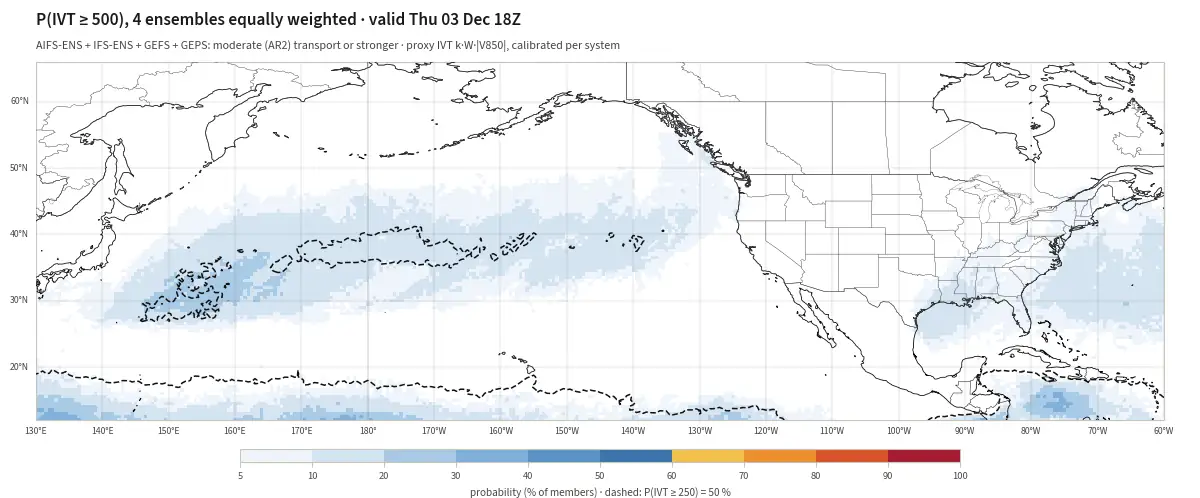 P(IVT ≥ 500), 4 ensembles equally weighted · valid Thu 03 Dec 18Z
AIFS-ENS + IFS-ENS + GEFS + GEPS: moderate (AR2) transport or stronger · proxy IVT k·W·|V850|, calibrated per system
60°N
50°N
40°N
30°N
20°N
130°E 140°E 150°E 160°E 170°E 180° 170°W 160°W 150°W 140°W 130°W 120°W 110°W 100°W 90°W 80°W 70°W 60°W
5 10 20 30 40 50 60 70 80 90 100
probability (% of members) · dashed: P(IVT ≥ 250) = 50 %